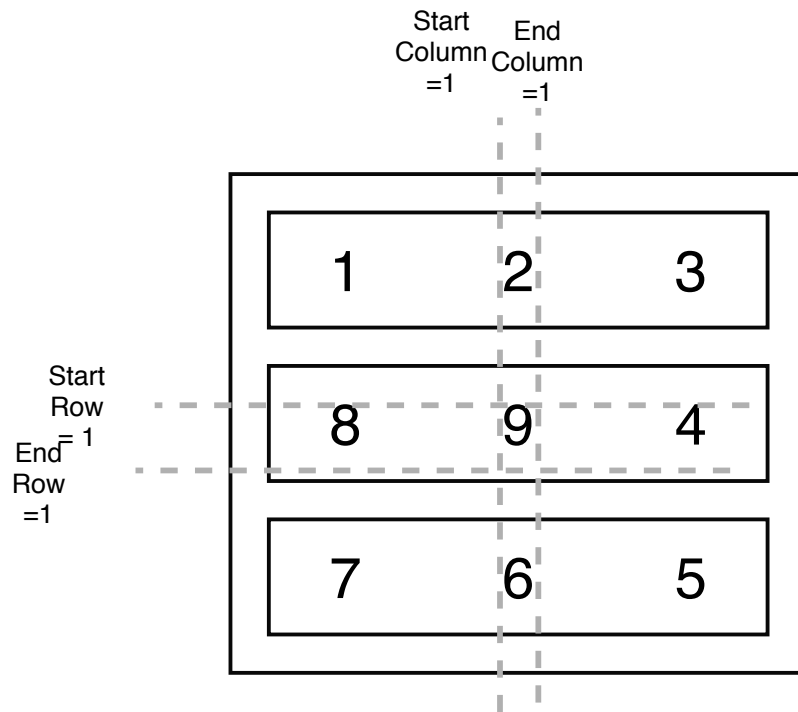 Start
Column
=1
End
Column
=1
1 2 3
Start
Row
= 1
8 9 4
End
Row
=1
7 6 5